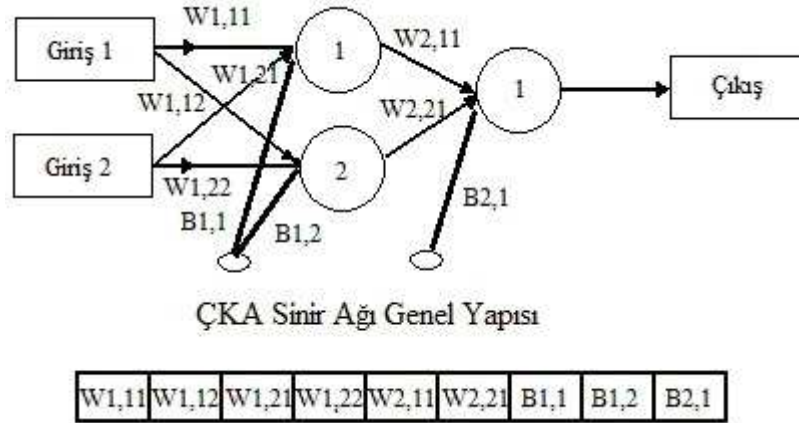 W1,11
Giriş 1
1
W2,11
W1,21
W1,12
1
Çıkış
W2,21
Giriş 2
2
W1,22
B1,1
B1,2
B2,1
ÇKA Sinir Ağı Genel Yapısı
W1,11 W1,12 W1,21 W1,22 W2,11 W2,21 B1,1 B1,2 B2,1